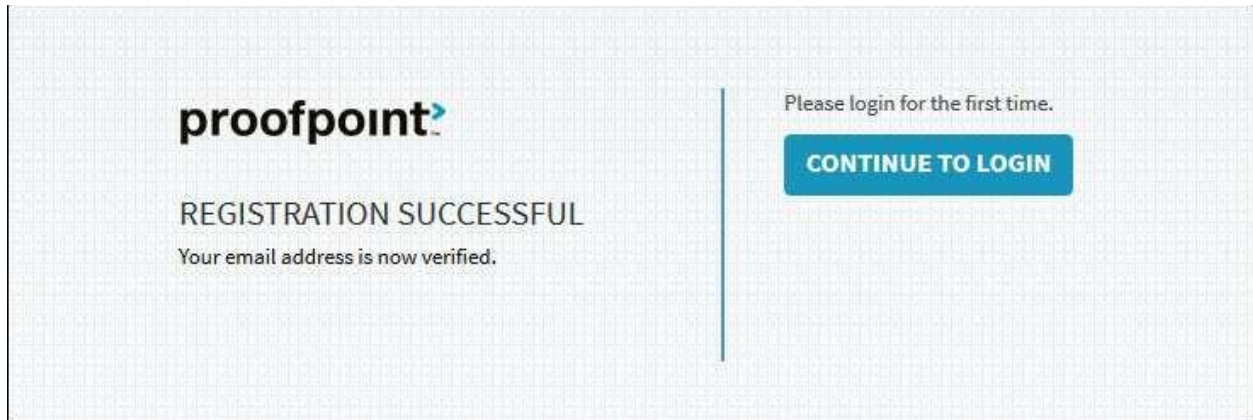 proofpoint
REGISTRATION SUCCESSFUL
Your email address is now verified.
Please login for the first time.
CONTINUE TO LOGIN